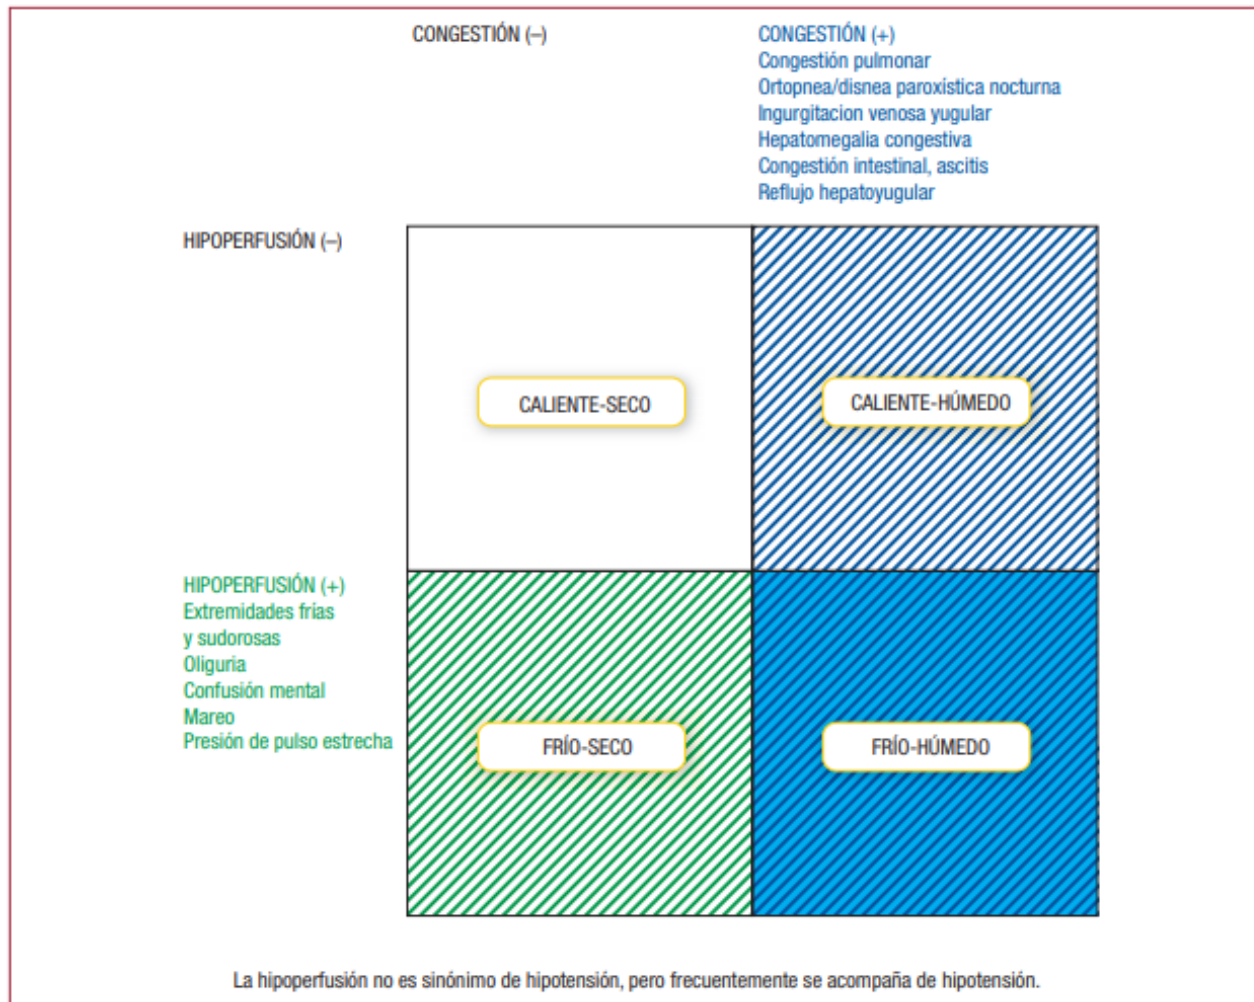 CONGESTIÓN (–)
CONGESTIÓN (+)
Congestión pulmonar
Ortopnea/disnea paroxística nocturna
Ingurgitacion venosa yugular
Hepatomegalia congestiva
Congestión intestinal, ascitis
Reflujo hepatoyugular
HIPOPERFUSIÓN (–)
CALIENTE-SECO
CALIENTE-HÚMEDO
HIPOPERFUSIÓN (+)
Extremidades frías
y sudorosas
Oliguria
Confusión mental
Mareo
Presión de pulso estrecha
FRÍO-SECO
FRÍO-HÚMEDO
La hipoperfusión no es sinónimo de hipotensión, pero frecuentemente se acompaña de hipotensión.